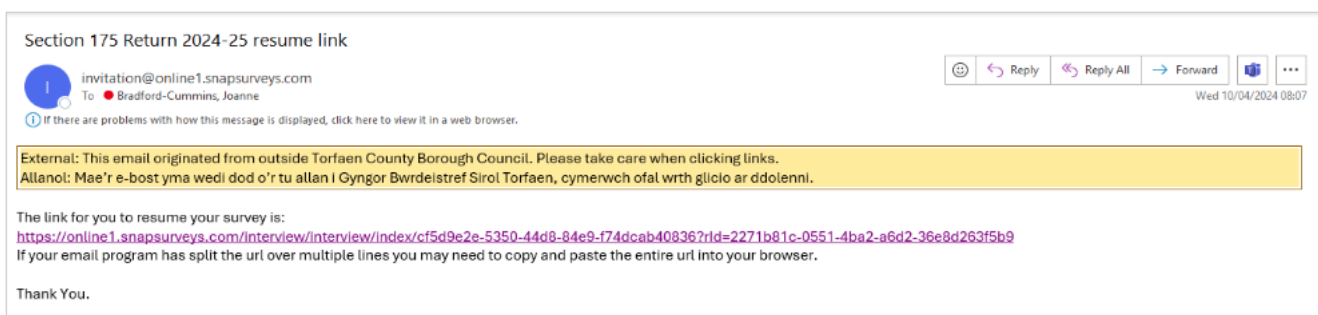 Section 175 Return 2024-25 resume link
I
invitation@online1.snapsurveys.com
To Bradford-Cummins, Joanne
Reply
Reply All
Forward
Wed 10/04/2024 08:07
If there are problems with how this message is displayed, click here to view it in a web browser.
External: This email originated from outside Torfaen County Borough Council. Please take care when clicking links.
Allanol: Mae'r e-bost yma wedi dod o'r tu allan i Gyngor Bwrdeistref Sirol Torfaen, cymerwch ofal wrth glicio ar ddolenni.
The link for you to resume your survey is:
https://online1.snapsurveys.com/interview/interview/index/cf5d9e2e-5350-44d8-84e9-f74dcab40836?rId=2271b81c-0551-4ba2-a6d2-36e8d263f5b9
If your email program has split the url over multiple lines you may need to copy and paste the entire url into your browser.
Thank You.